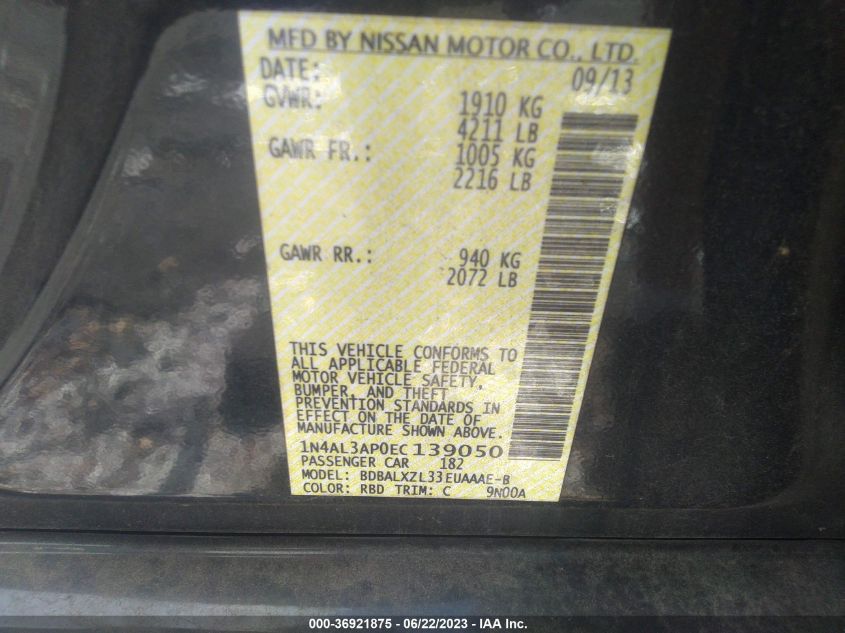 MFD BY NISSAN MOTOR CO., LTD.
DATE: 09/13
GVWR: 1910 KG
4211 LB
GAWR FR.: 1005 KG
2216 LB
GAWR RR.: 940 KG
2072 LB
THIS VEHICLE CONFORMS TO
ALL APPLICABLE FEDERAL
MOTOR VEHICLE SAFETY,
BUMPER, AND THEFT
PREVENTION STANDARDS IN
EFFECT ON THE DATE OF
MANUFACTURE SHOWN ABOVE.
1N4AL3AP0EC139050
PASSENGER CAR 182
MODEL: BDBALXZL33EUAAAE-B
COLOR: RBD TRIM: C 9N00A
000-36921875 - 06/22/2023 - IAA Inc.